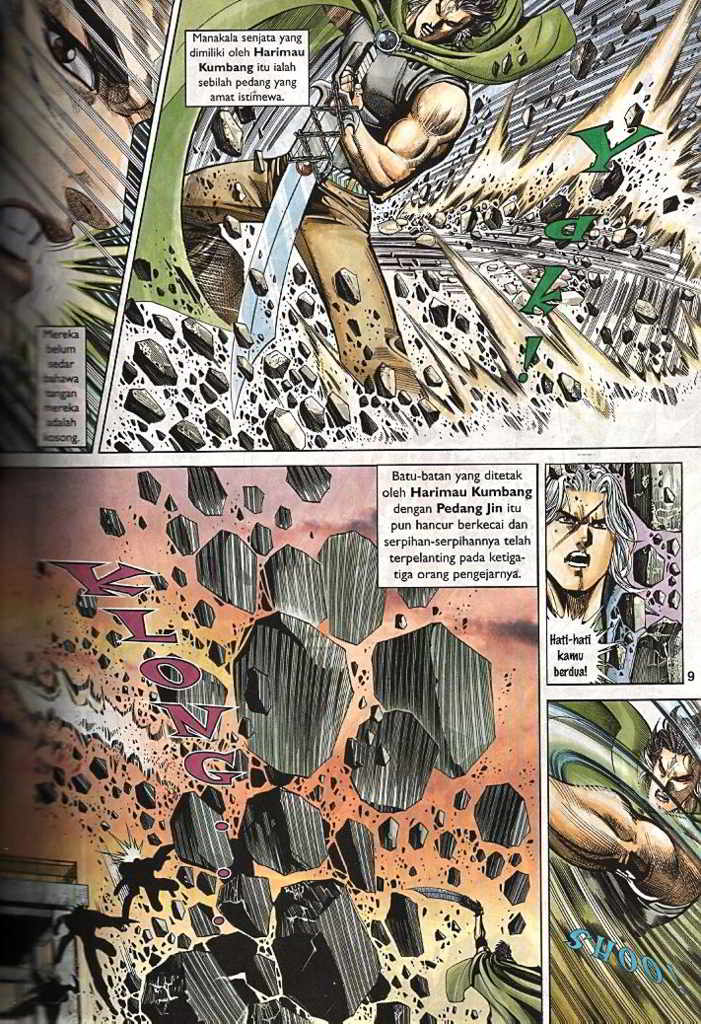 Manakala senjata yang
dimiliki oleh Harimau
Kumbang itu ialah
sebilah pedang yang
amat istimewa.
Yak!
Mereka
belum
sedar
bahawa
tangan
mereka
adalah
kosong.
Batu-batan yang ditetak
oleh Harimau Kumbang
dengan Pedang Jin itu
pun hancur berkecai dan
serpihan-serpihannya telah
terpelanting pada ketiga-
tiga orang pengejarnya.
KLONG...
Hati-hati
kamu
berdua!
9
SHOO!